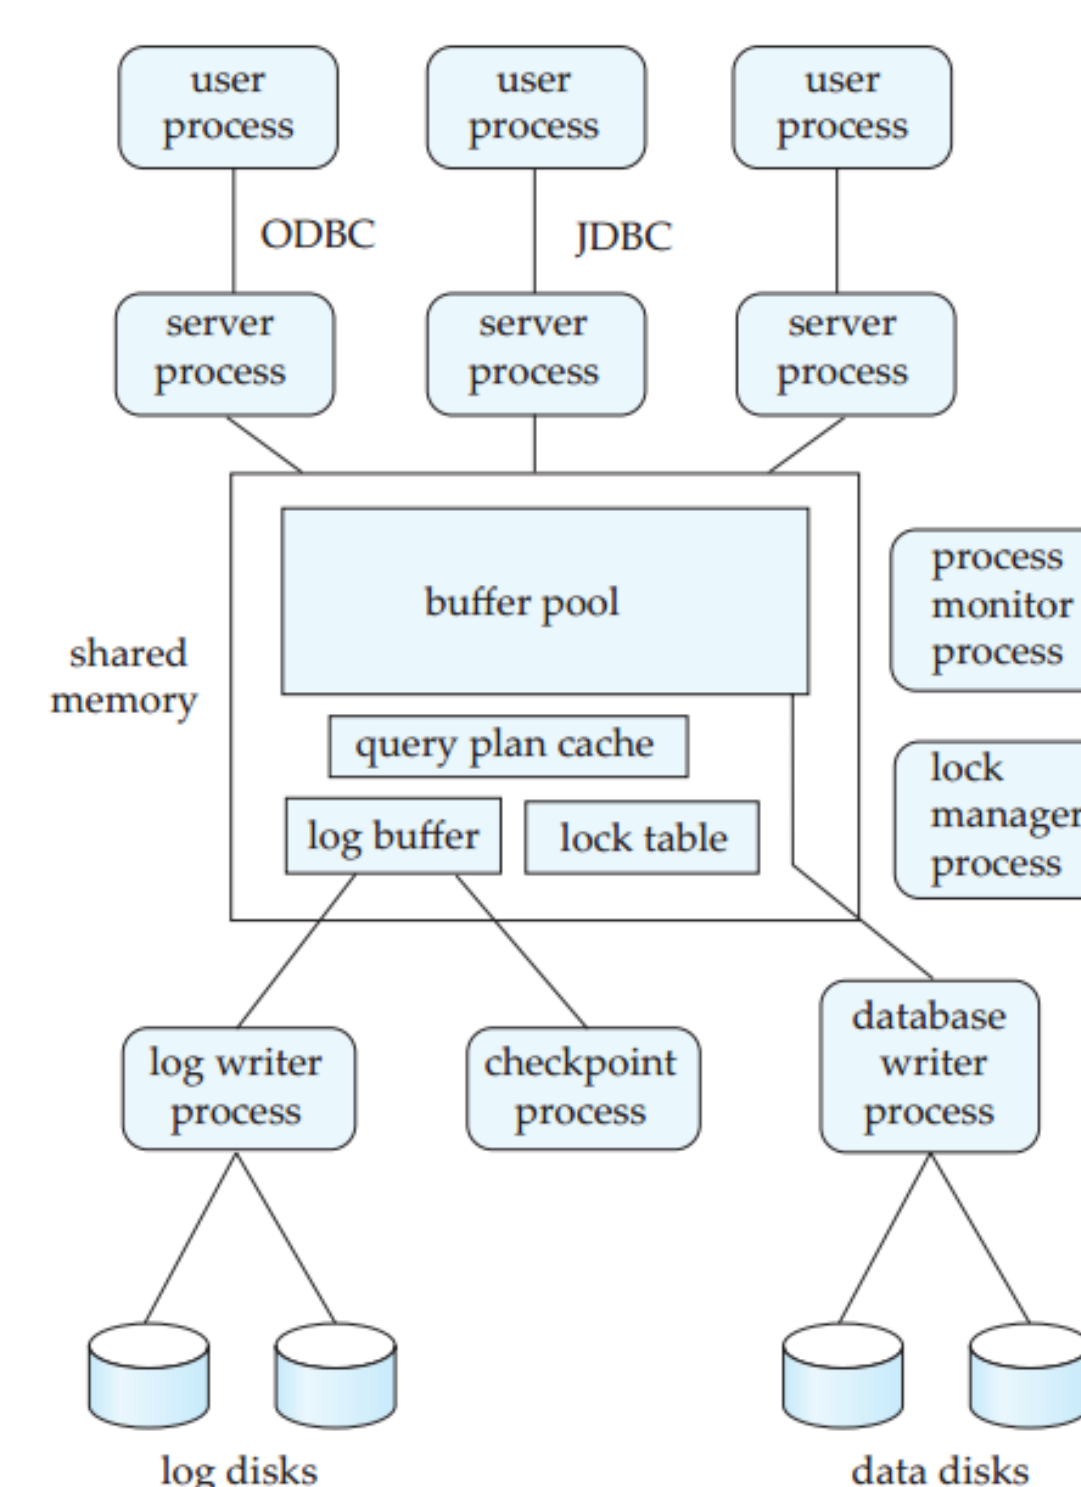 user
process
user
process
user
process
ODBC
JDBC
server
process
server
process
server
process
buffer pool
shared
memory
query plan cache
log buffer
lock table
process
monitor
process
lock
manager
process
log writer
process
checkpoint
process
database
writer
process
log disks
data disks